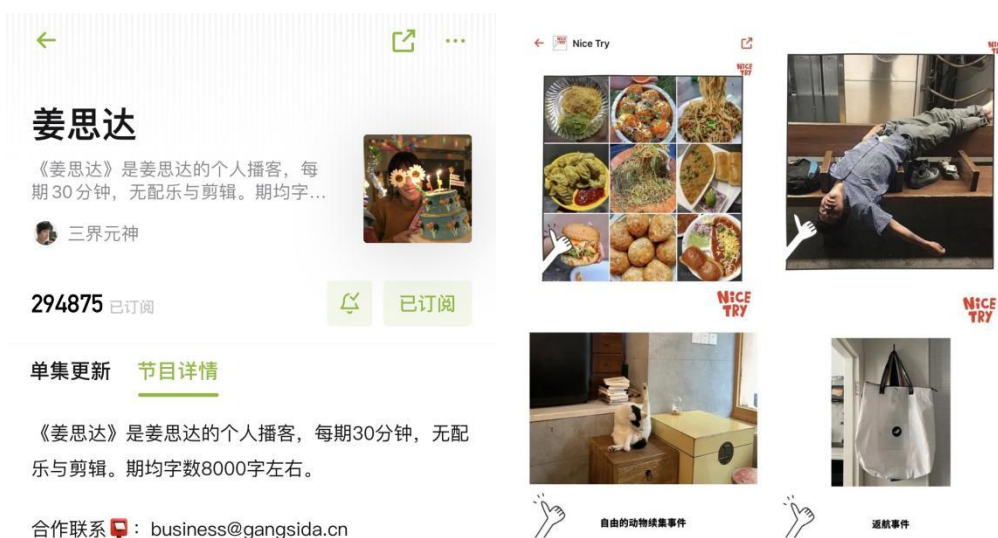 姜思达
《姜思达》是姜思达的个人播客，每
期30分钟，无配乐与剪辑。期均字...
三界元神
294875 已订阅
已订阅
单集更新 节目详情
《姜思达》是姜思达的个人播客，每期30分钟，无配
乐与剪辑。期均字数8000字左右。
合作联系📮：business@gangsida.cn
Nice Try
NiCE
TRY
NiCE
TRY
NiCE
TRY
NiCE
TRY
自由的动物续集事件
返航事件